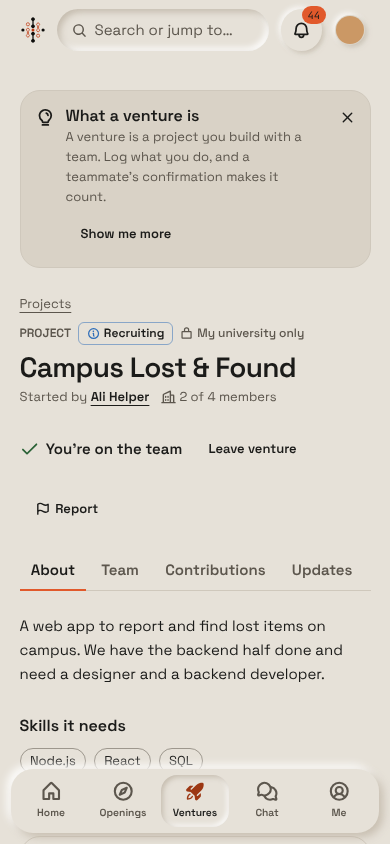 Search or jump to...
44
What a venture is
A venture is a project you build with a
team. Log what you do, and a
teammate's confirmation makes it
count.
Show me more
Projects
PROJECT Recruiting My university only
Campus Lost & Found
Started by Ali Helper 2 of 4 members
You're on the team Leave venture
Report
About Team Contributions Updates
A web app to report and find lost items on
campus. We have the backend half done and
need a designer and a backend developer.
Skills it needs
Node.js React SQL
Home Openings Ventures Chat Me